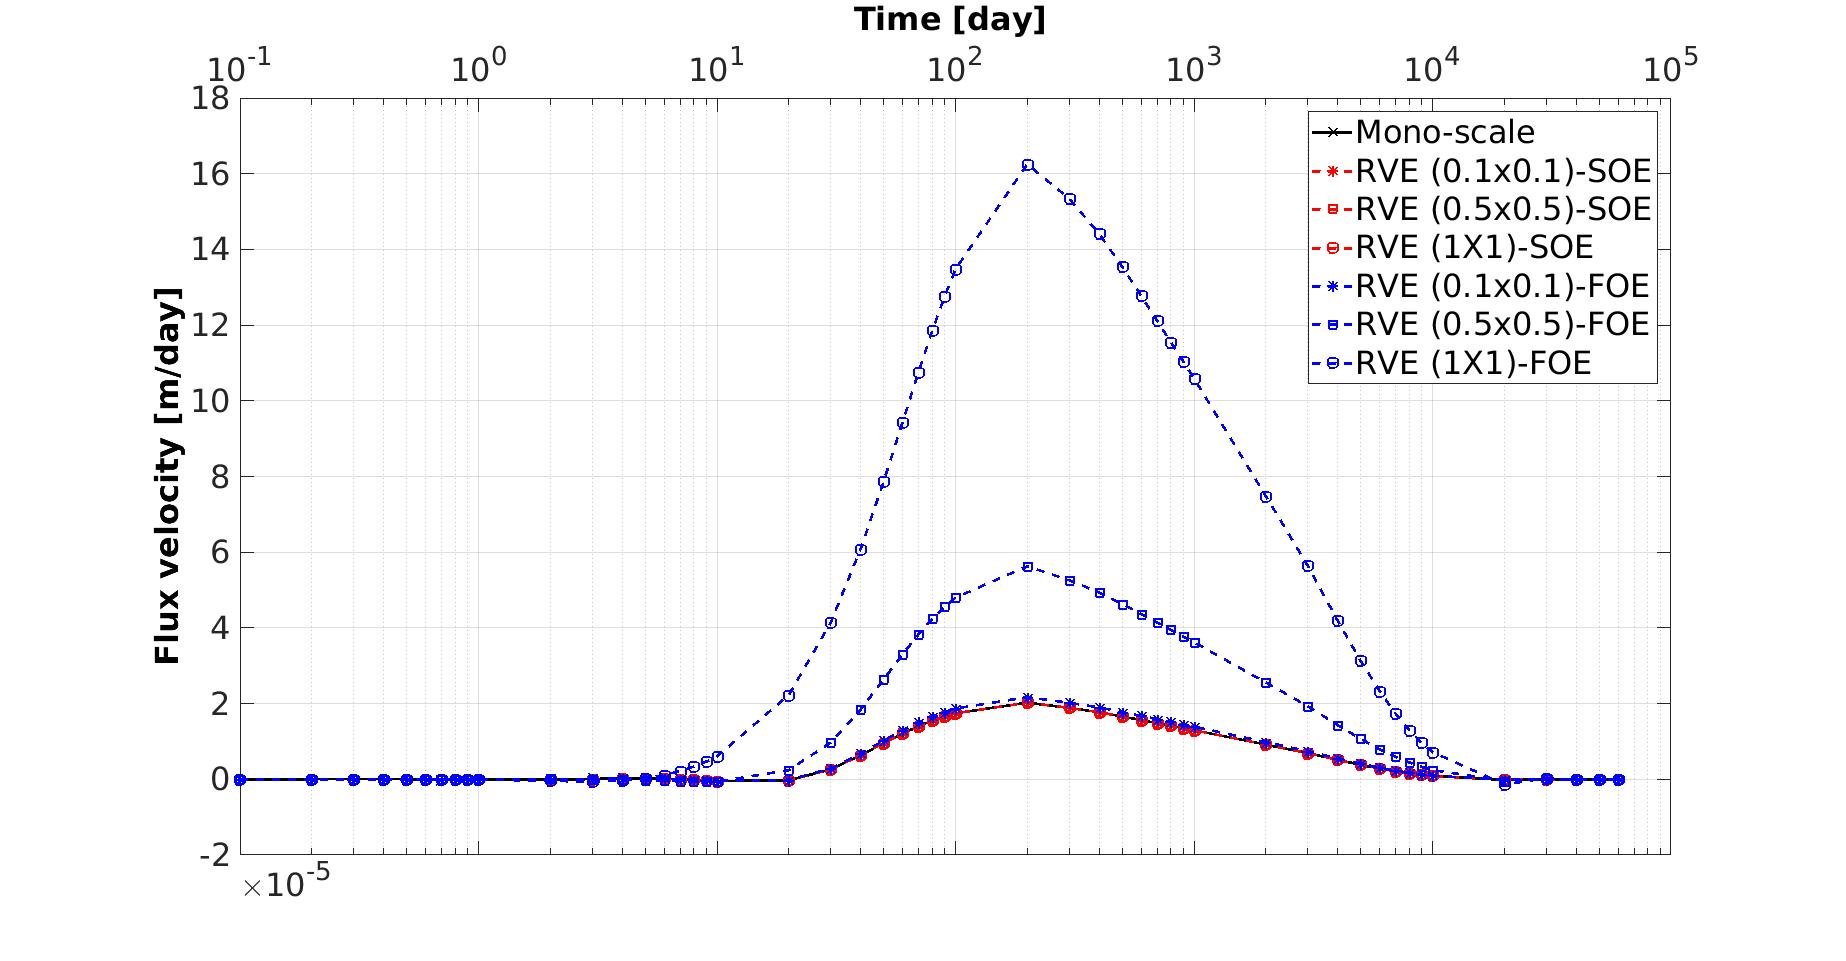 Time [day]
10^-1 10^0 10^1 10^2 10^3 10^4 10^5
18
16
14
12
10
8
6
4
2
0
-2
×10^-5
Flux velocity [m/day]
Mono-scale
RVE (0.1x0.1)-SOE
RVE (0.5x0.5)-SOE
RVE (1X1)-SOE
RVE (0.1x0.1)-FOE
RVE (0.5x0.5)-FOE
RVE (1X1)-FOE